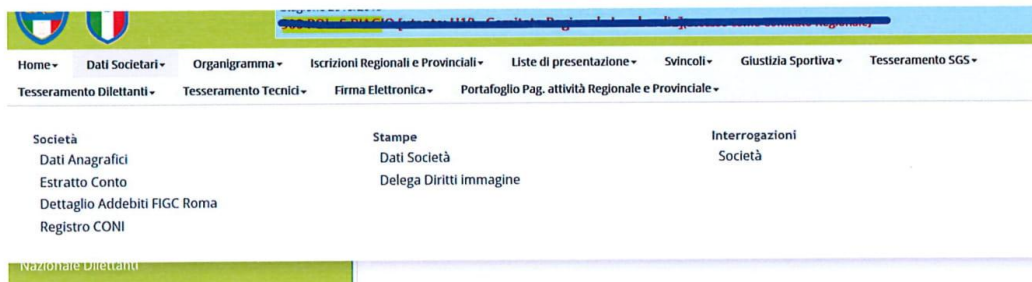 Home Dati Societari Organigramma Iscrizioni Regionali e Provinciali Liste di presentazione Svincoli Giustizia Sportiva Tesseramento SGS
Tesseramento Dilettanti Tesseramento Tecnici Firma Elettronica Portafoglio Pag. attività Regionale e Provinciale
Società Stampe Interrogazioni
Dati Anagrafici Dati Società Società
Estratto Conto Delega Diritti immagine
Dettaglio Addebiti FIGC Roma
Registro CONI
Nazionale Dilettanti